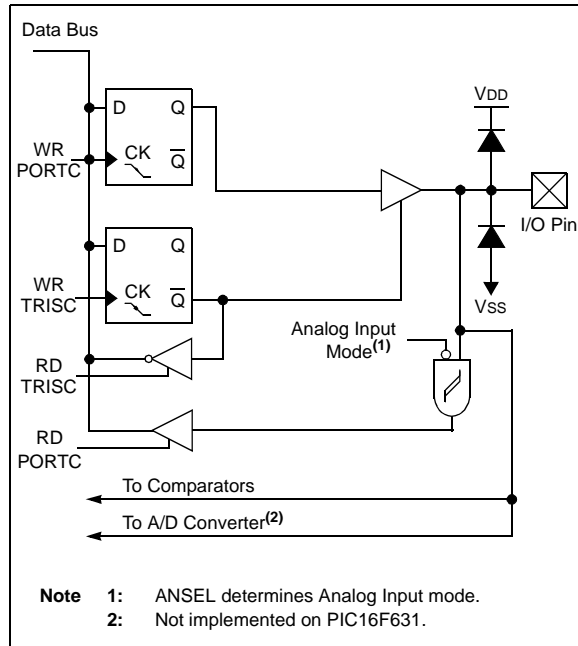 Data Bus
D Q
WR
PORTC
CK Q
VDD
I/O Pin
D Q
WR
TRISC
CK Q
VSS
Analog Input
Mode(1)
RD
TRISC
RD
PORTC
To Comparators
To A/D Converter(2)
Note 1: ANSEL determines Analog Input mode.
2: Not implemented on PIC16F631.